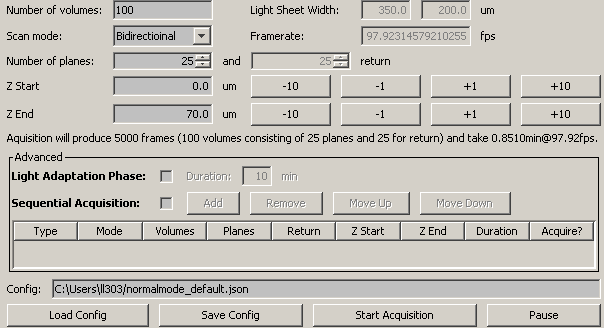 Number of volumes: 100 Light Sheet Width: 350.0 200.0 um
Scan mode: Bidirectioinal Framerate: 97.92314579210255 fps
Number of planes: 25 and 25 return
Z Start 0.0 um -10 -1 +1 +10
Z End 70.0 um -10 -1 +1 +10
Aquisition will produce 5000 frames (100 volumes consisting of 25 planes and 25 for return) and take 0.8510min@97.92fps.
Advanced
Light Adaptation Phase: Duration: 10 min
Sequential Acquisition: Add Remove Move Up Move Down
Type Mode Volumes Planes Return Z Start Z End Duration Acquire?
Config: C:\Users\ll303/normalmode_default.json
Load Config Save Config Start Acquisition Pause